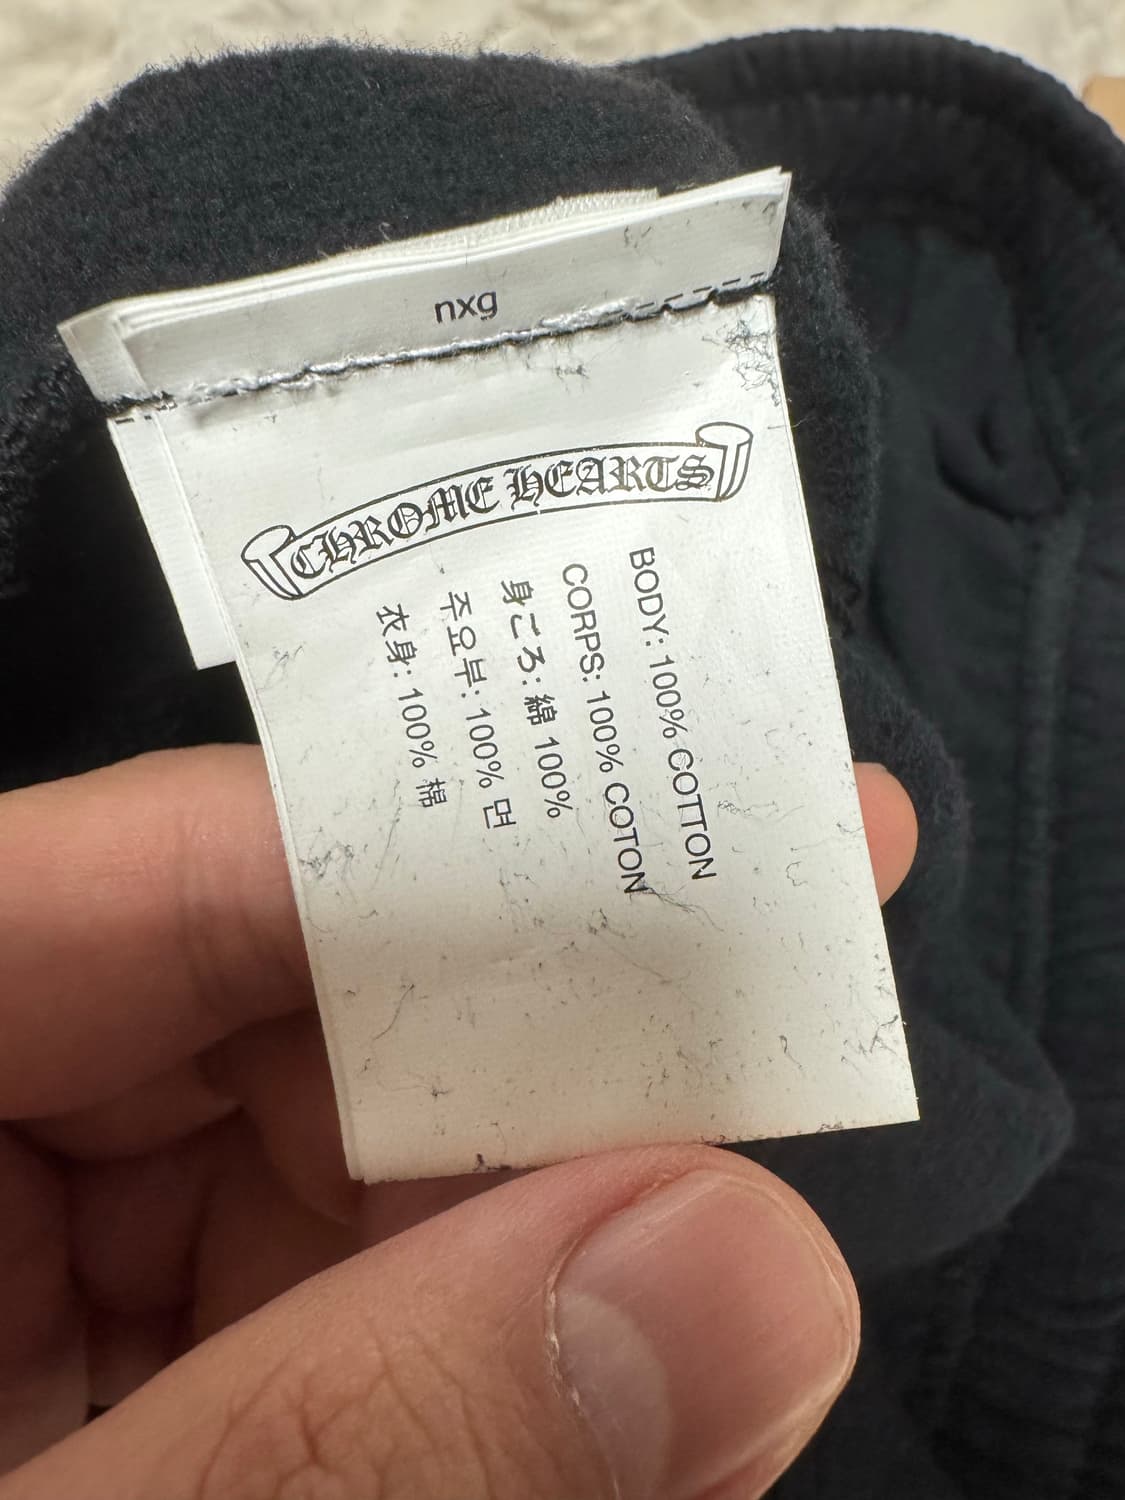 nxg
CHROME HEARTS
BODY: 100% COTTON
CORPS: 100% COTON
身ごろ: 綿 100%
주요부: 100% 면
衣身: 100% 棉